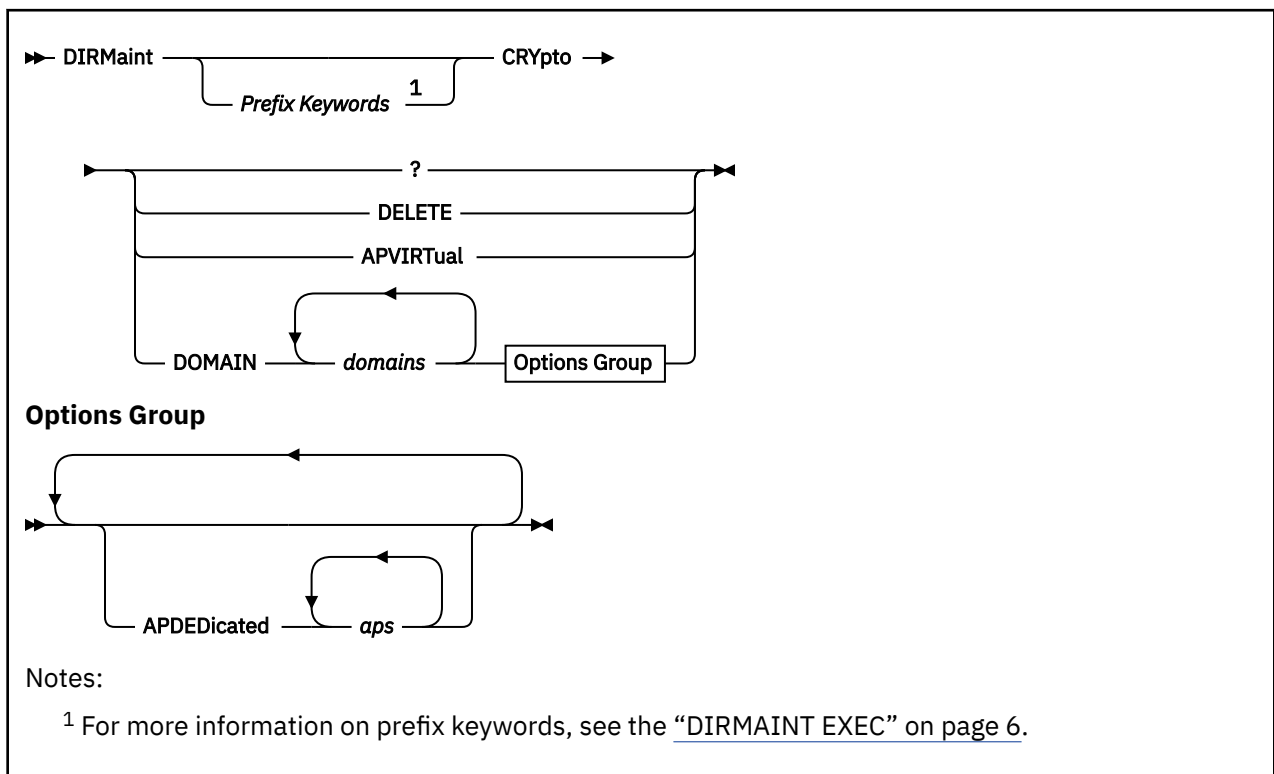 DIRMaint CRYpto
Prefix Keywords 1
?
DELETE
APVIRTual
DOMAIN domains Options Group
Options Group
APDEDicated aps
Notes:
1 For more information on prefix keywords, see the “DIRMAINT EXEC” on page 6.